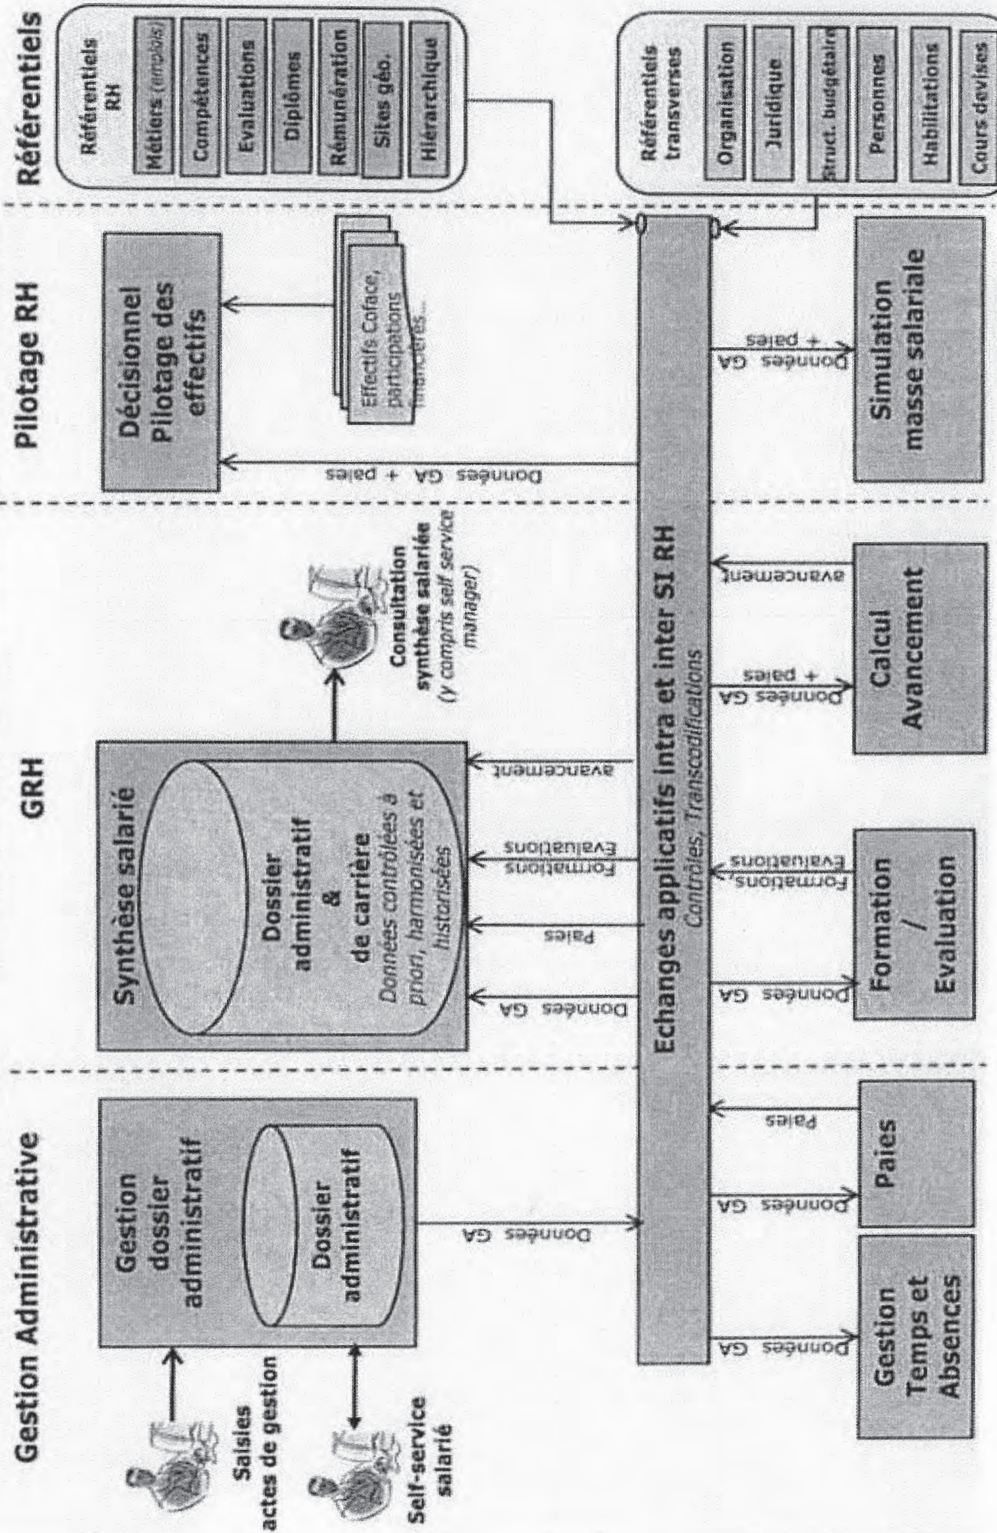 Gestion Administrative
GRH
Pilotage RH
Référentiels
Saisies
actes de gestion
Self-service
salarié
Gestion
dossier
administratif
Dossier
administratif
Données GA
Synthèse salarié
Dossier
administratif
&
de carrière
Données contrôlées à
priori, harmonisées et
historisées
Consultation
synthèse salariée
(y compris self service
manager)
Données GA
Paies
Formations
Evaluations
avancement
Décisionnel
Pilotage des
effectifs
Effectifs Coface,
participations
financières...
Données GA + paies
Référentiels
RH
Métiers (emplois)
Compétences
Evaluations
Diplômes
Rémunération
Sites géo.
Hiérarchique
Echanges applicatifs intra et inter SI RH
Contrôles, Transcodifications
Données GA
Données GA
Paies
Données GA
Formations,
Evaluations
Données GA
+ paies
avancement
Données GA
+ paies
Gestion
Temps et
Absences
Paies
Formation
/
Evaluation
Calcul
Avancement
Simulation
masse salariale
Référentiels
transverses
Organisation
Juridique
Struct. budgétaire
Personnes
Habilitations
Cours devises